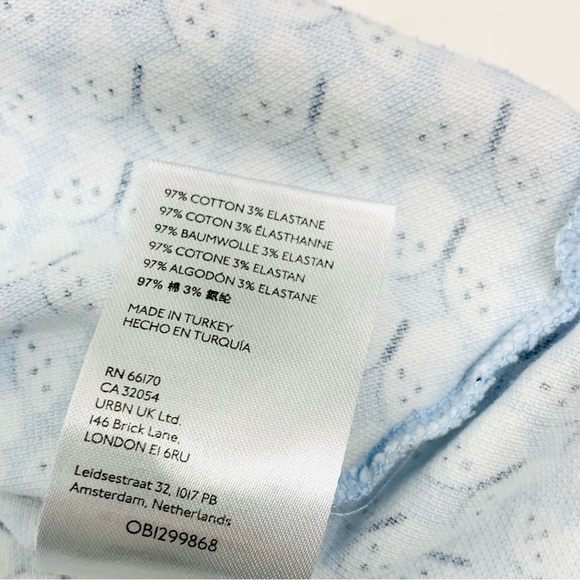 97% COTTON 3% ELASTANE
97% COTON 3% ÉLASTHANNE
97% BAUMWOLLE 3% ELASTAN
97% COTONE 3% ELASTAN
97% ALGODÓN 3% ELASTANE
97% 棉 3% 氨纶
MADE IN TURKEY
HECHO EN TURQUÍA
RN 66170
CA 32054
URBN UK Ltd.
146 Brick Lane,
LONDON E1 6RU
Leidsestraat 32, 1017 PB
Amsterdam, Netherlands
OB1299868